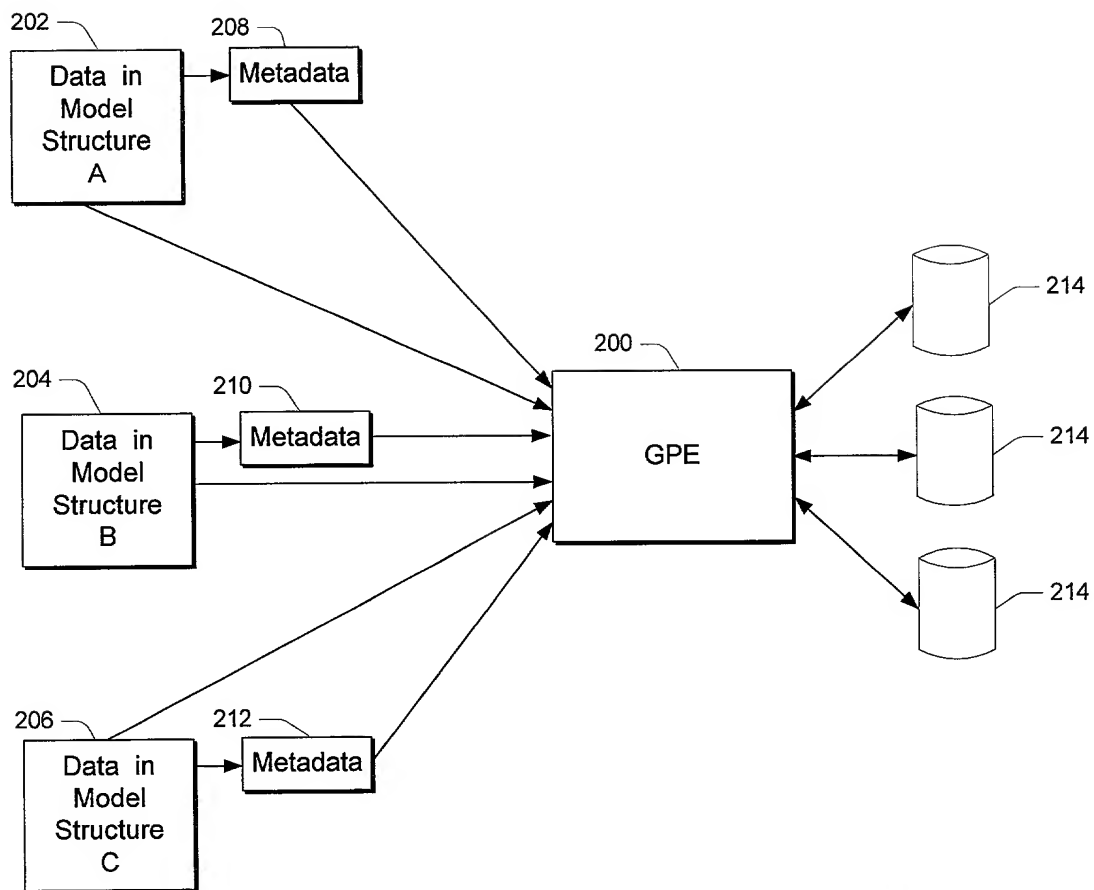 202
Data in
Model
Structure
A
208
Metadata
214
200
GPE
204
Data in
Model
Structure
B
210
Metadata
214
214
206
Data in
Model
Structure
C
212
Metadata